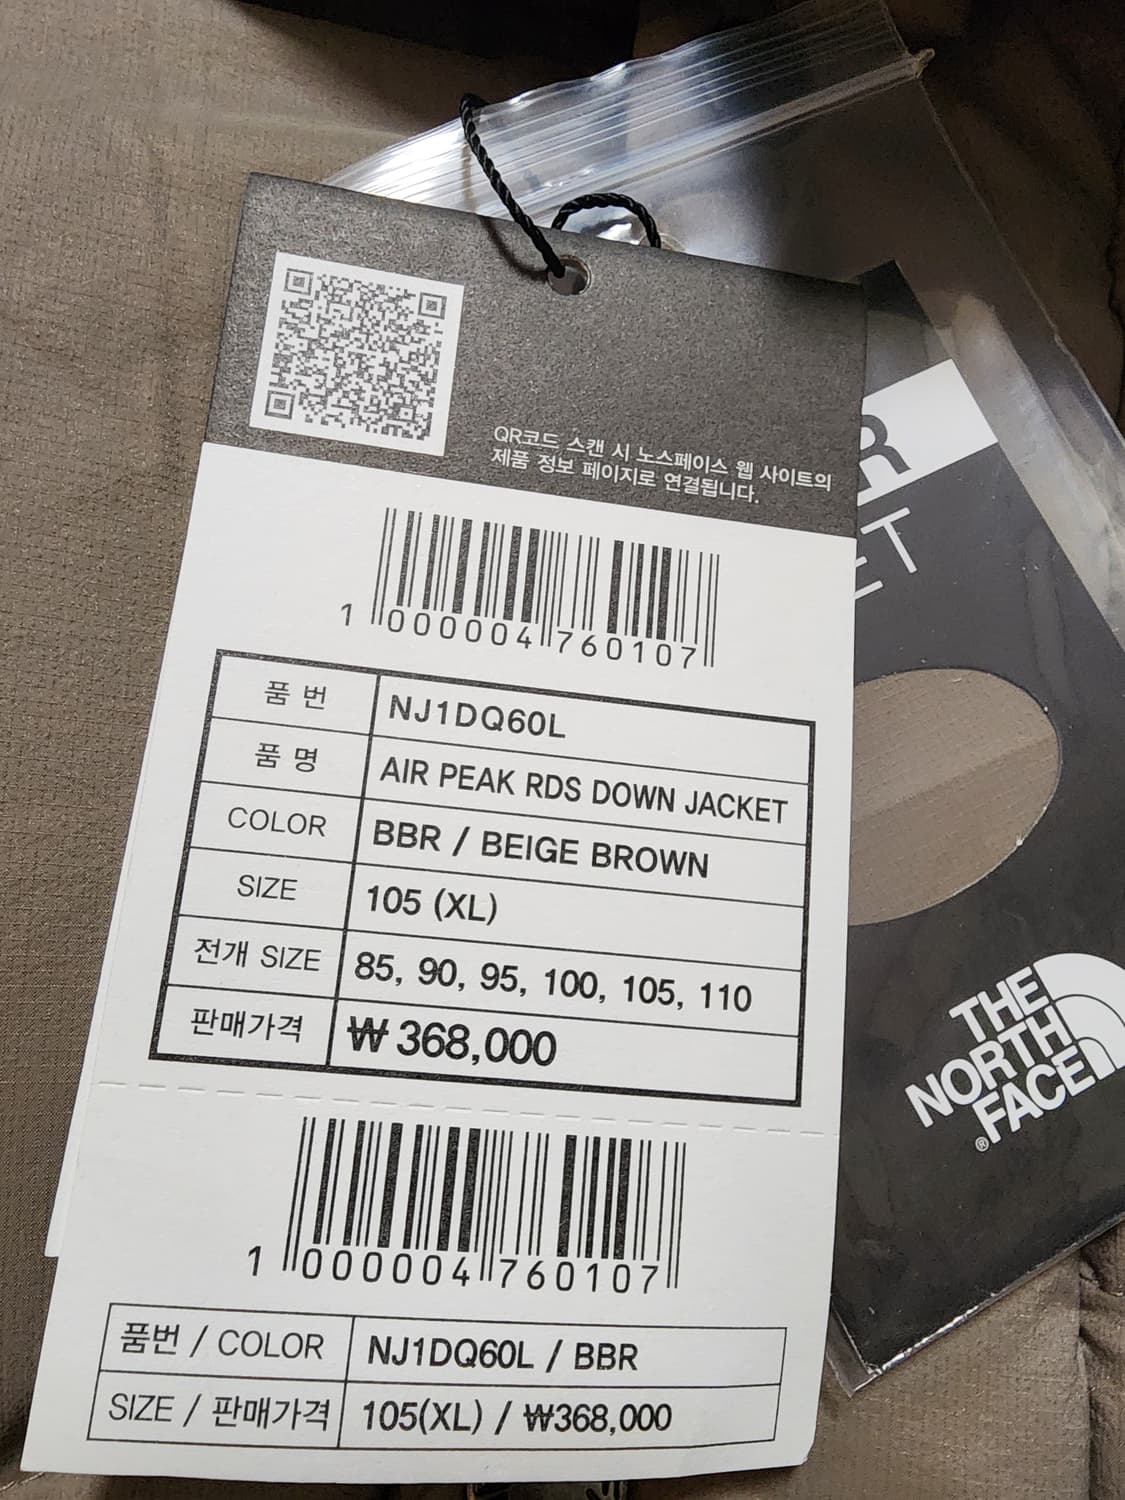 QR코드 스캔 시 노스페이스 웹 사이트의
제품 정보 페이지로 연결됩니다.
1 000004 760107
품 번 NJ1DQ60L
품 명 AIR PEAK RDS DOWN JACKET
COLOR BBR / BEIGE BROWN
SIZE 105 (XL)
전개 SIZE 85, 90, 95, 100, 105, 110
판매가격 ₩ 368,000
1 000004 760107
품번 / COLOR NJ1DQ60L / BBR
SIZE / 판매가격 105(XL) / ₩368,000
THE
NORTH
FACE
®